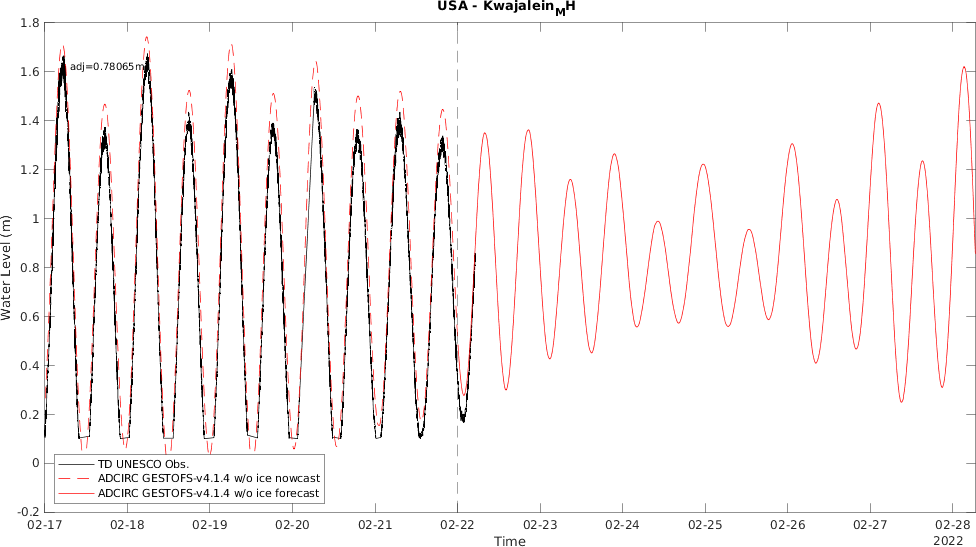 USA - Kwajalein_MH
1.8
adj=0.78065m
1.6
1.4
1.2
1
0.8
0.6
0.4
0.2
0
-0.2
Water Level (m)
TD UNESCO Obs.
ADCIRC GESTOFS-v4.1.4 w/o ice nowcast
ADCIRC GESTOFS-v4.1.4 w/o ice forecast
02-17 02-18 02-19 02-20 02-21 02-22 02-23 02-24 02-25 02-26 02-27 02-28
Time
2022